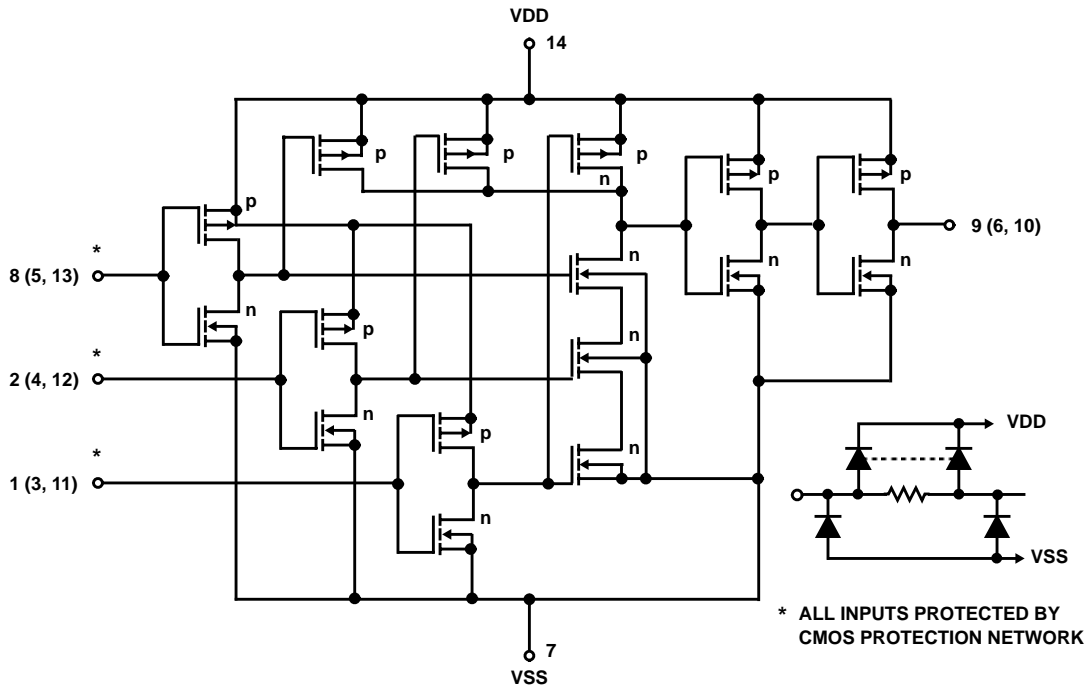 VDD
14
p
p
p
n
p
p
p
*
8 (5, 13)
n
n
n
n
9 (6, 10)
*
2 (4, 12)
p
n
n
*
1 (3, 11)
p
n
n
VDD
VSS
7
VSS
* ALL INPUTS PROTECTED BY
CMOS PROTECTION NETWORK